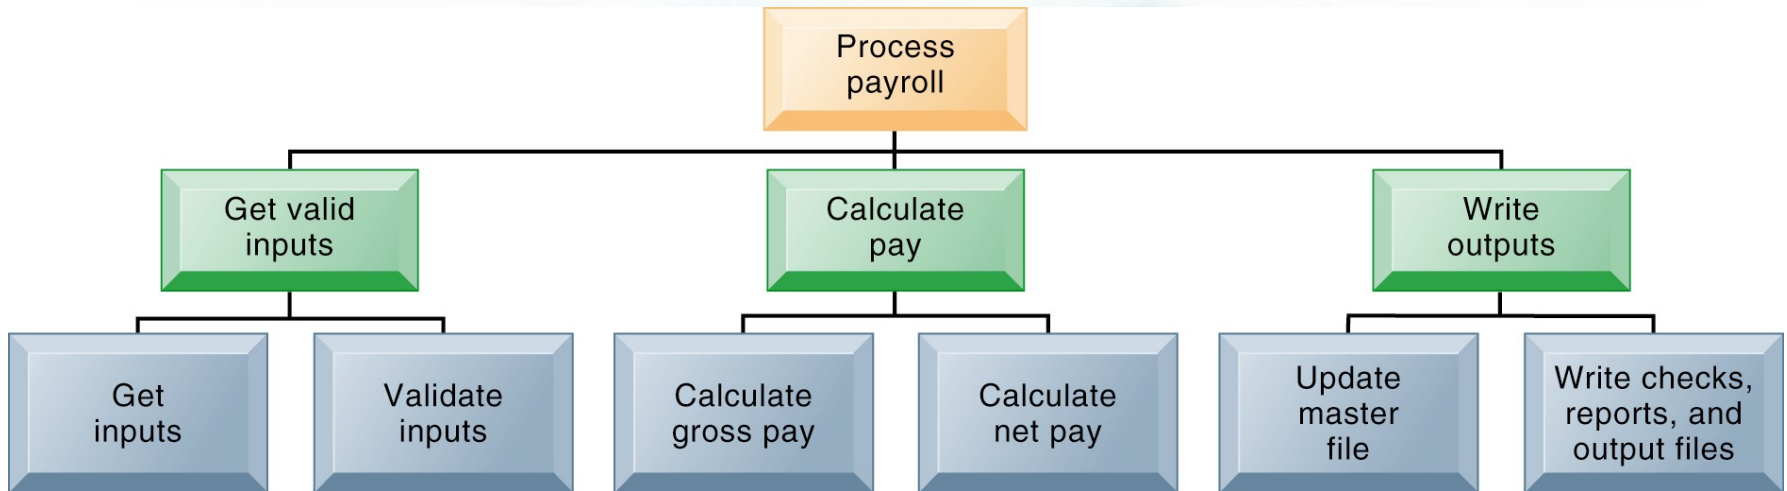 Process
payroll
Get valid
inputs
Calculate
pay
Write
outputs
Get
inputs
Validate
inputs
Calculate
gross pay
Calculate
net pay
Update
master
file
Write checks,
reports, and
output files